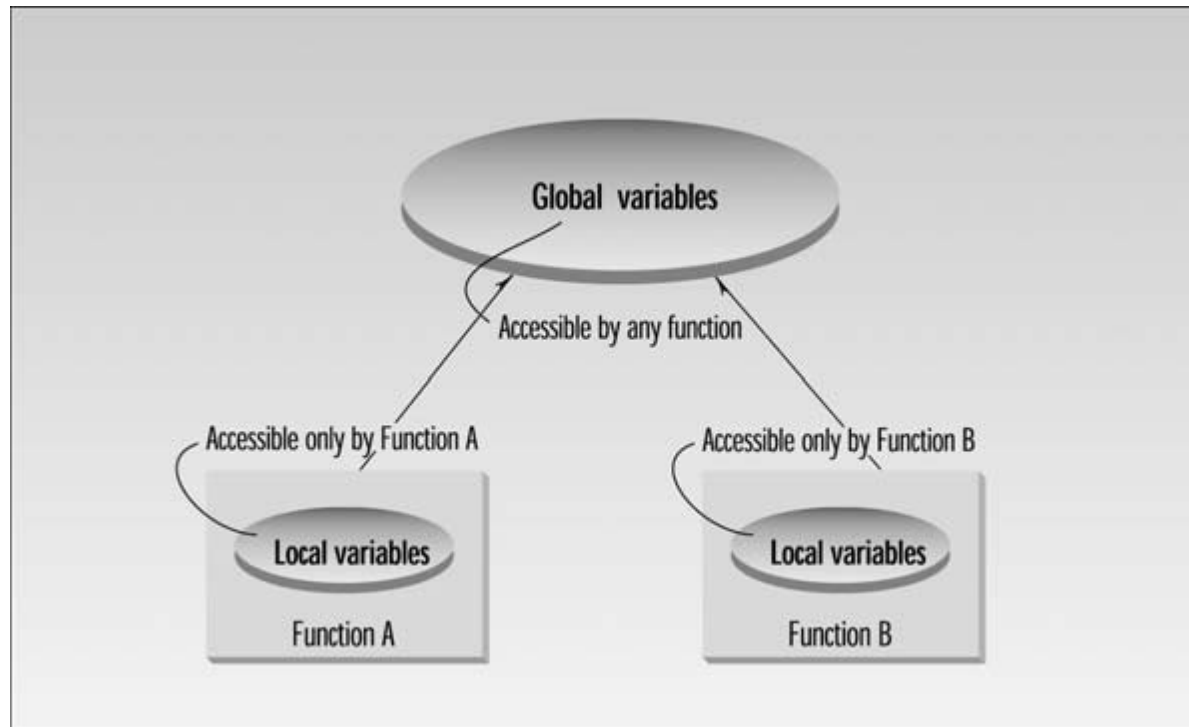 Global variables
Accessible by any function
Accessible only by Function A
Accessible only by Function B
Local variables
Local variables
Function A
Function B